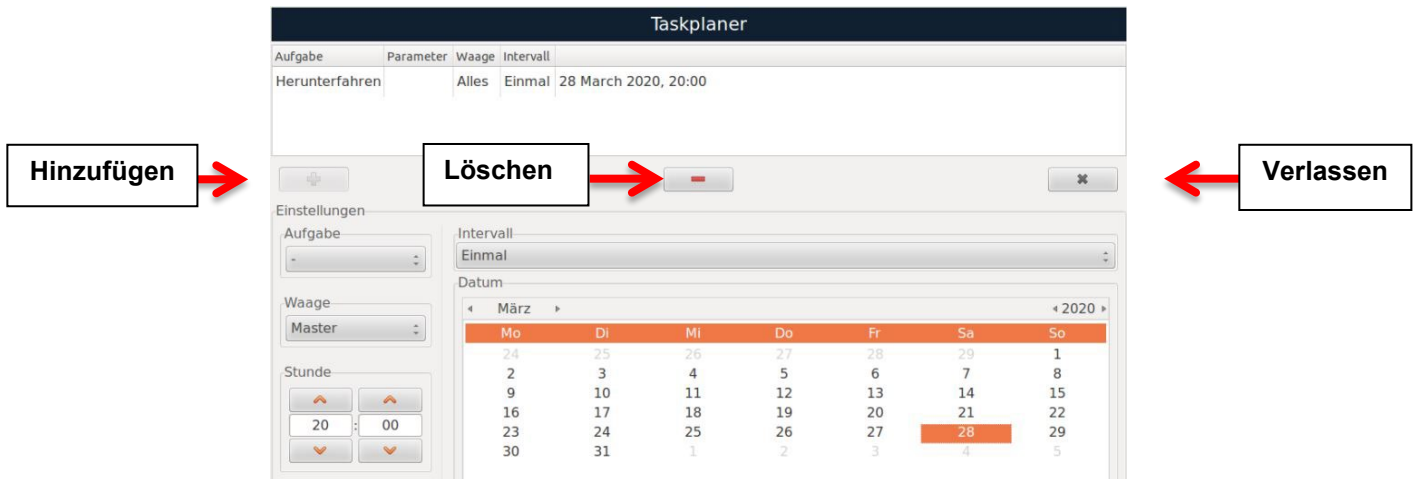 Taskplaner
Aufgabe Parameter Waage Intervall
Herunterfahren Alles Einmal 28 March 2020, 20:00
Hinzufügen Löschen Verlassen
Einstellungen
Aufgabe Intervall
- Einmal
Datum
Waage März 2020
Master Mo Di Mi Do Fr Sa So
24 25 26 27 28 29 1
Stunde 2 3 4 5 6 7 8
9 10 11 12 13 14 15
16 17 18 19 20 21 22
20 : 00 23 24 25 26 27 28 29
30 31 1 2 3 4 5